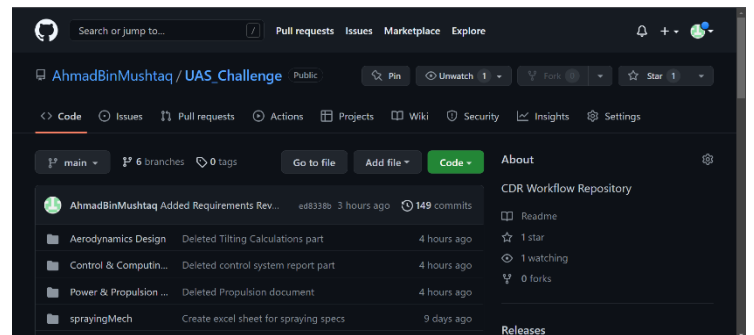 Search or jump to... / Pull requests Issues Marketplace Explore
AhmadBinMushtaq / UAS_Challenge Public Pin Unwatch 1 Fork 0 Star 1
Code Issues Pull requests Actions Projects Wiki Security Insights Settings
main 6 branches 0 tags Go to file Add file Code About
CDR Workflow Repository
AhmadBinMushtaq Added Requirements Rev... ed8338b 3 hours ago 149 commits
Readme
Aerodynamics Design Deleted Tilting Calculations part 4 hours ago
1 star
Control & Computin... Deleted control system report part 4 hours ago
1 watching
0 forks
Power & Propulsion ... Deleted Propulsion document 4 hours ago
sprayingMech Create excel sheet for spraying specs 9 days ago
Releases